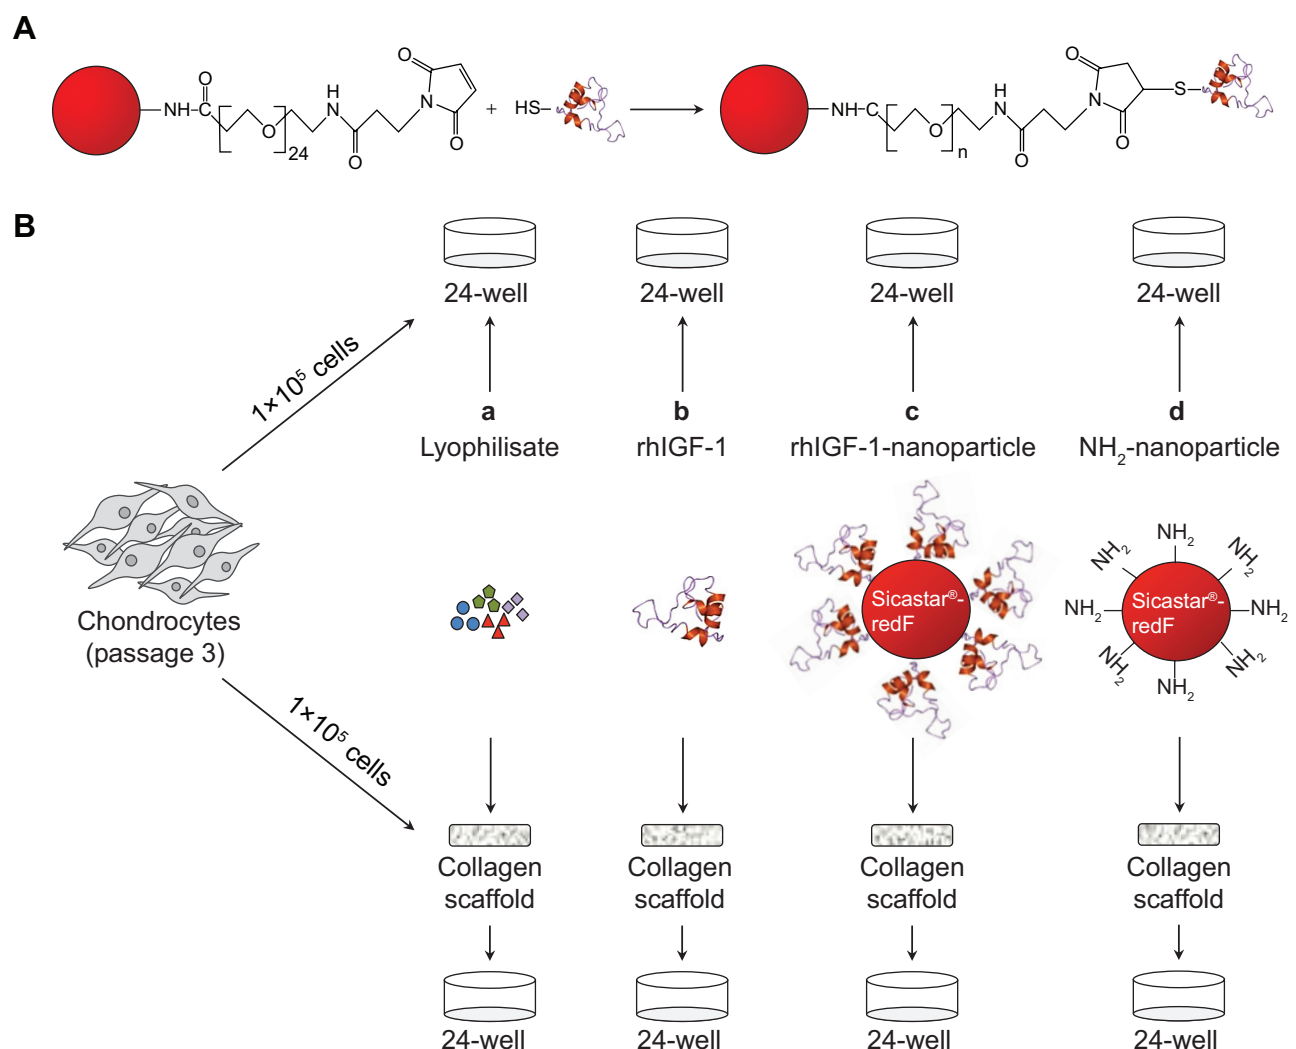 A
O
NH
C
O
24
H
N
O
O
N
O
+
HS
NH
C
O
n
H
N
O
O
N
O
S
B
24-well
24-well
24-well
24-well
1×10⁵ cells
a
b
c
d
Lyophilisate
rhIGF-1
rhIGF-1-nanoparticle
NH₂-nanoparticle
Chondrocytes
(passage 3)
Sicastar®-
redF
NH₂
NH₂
NH₂
NH₂
Sicastar®-
redF
NH₂
NH₂
NH₂
NH₂
1×10⁵ cells
Collagen
scaffold
Collagen
scaffold
Collagen
scaffold
Collagen
scaffold
24-well
24-well
24-well
24-well